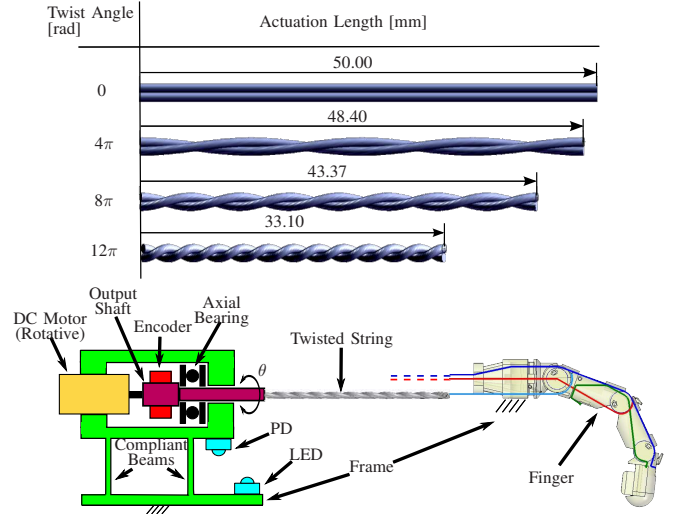 Twist Angle
[rad]
Actuation Length [mm]
0
50.00
4π
48.40
8π
43.37
12π
33.10
Output
Shaft
Axial
Bearing
DC Motor
(Rotative)
Encoder
θ
Twisted String
PD
Compliant
Beams
LED
Frame
Finger